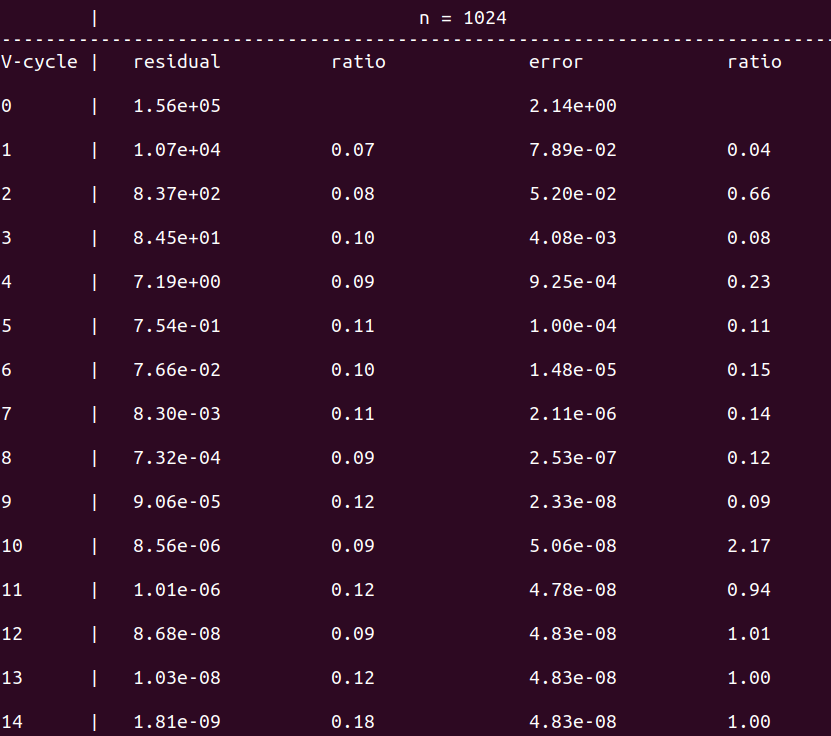 | n = 1024
--------------------------------------------------------------------------------
V-cycle | residual ratio error ratio
0 | 1.56e+05 2.14e+00
1 | 1.07e+04 0.07 7.89e-02 0.04
2 | 8.37e+02 0.08 5.20e-02 0.66
3 | 8.45e+01 0.10 4.08e-03 0.08
4 | 7.19e+00 0.09 9.25e-04 0.23
5 | 7.54e-01 0.11 1.00e-04 0.11
6 | 7.66e-02 0.10 1.48e-05 0.15
7 | 8.30e-03 0.11 2.11e-06 0.14
8 | 7.32e-04 0.09 2.53e-07 0.12
9 | 9.06e-05 0.12 2.33e-08 0.09
10 | 8.56e-06 0.09 5.06e-08 2.17
11 | 1.01e-06 0.12 4.78e-08 0.94
12 | 8.68e-08 0.09 4.83e-08 1.01
13 | 1.03e-08 0.12 4.83e-08 1.00
14 | 1.81e-09 0.18 4.83e-08 1.00